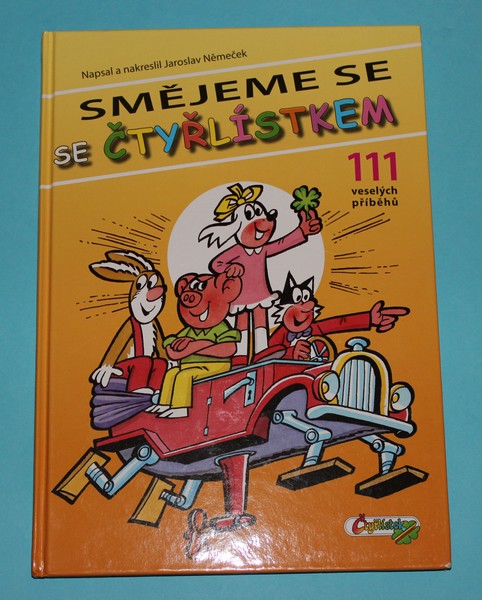 Napsal a nakreslil Jaroslav Němeček
SMĚJEME SE
SE ČTYŘLÍSTKEM
111
veselých
příběhů
Čtyřlístek